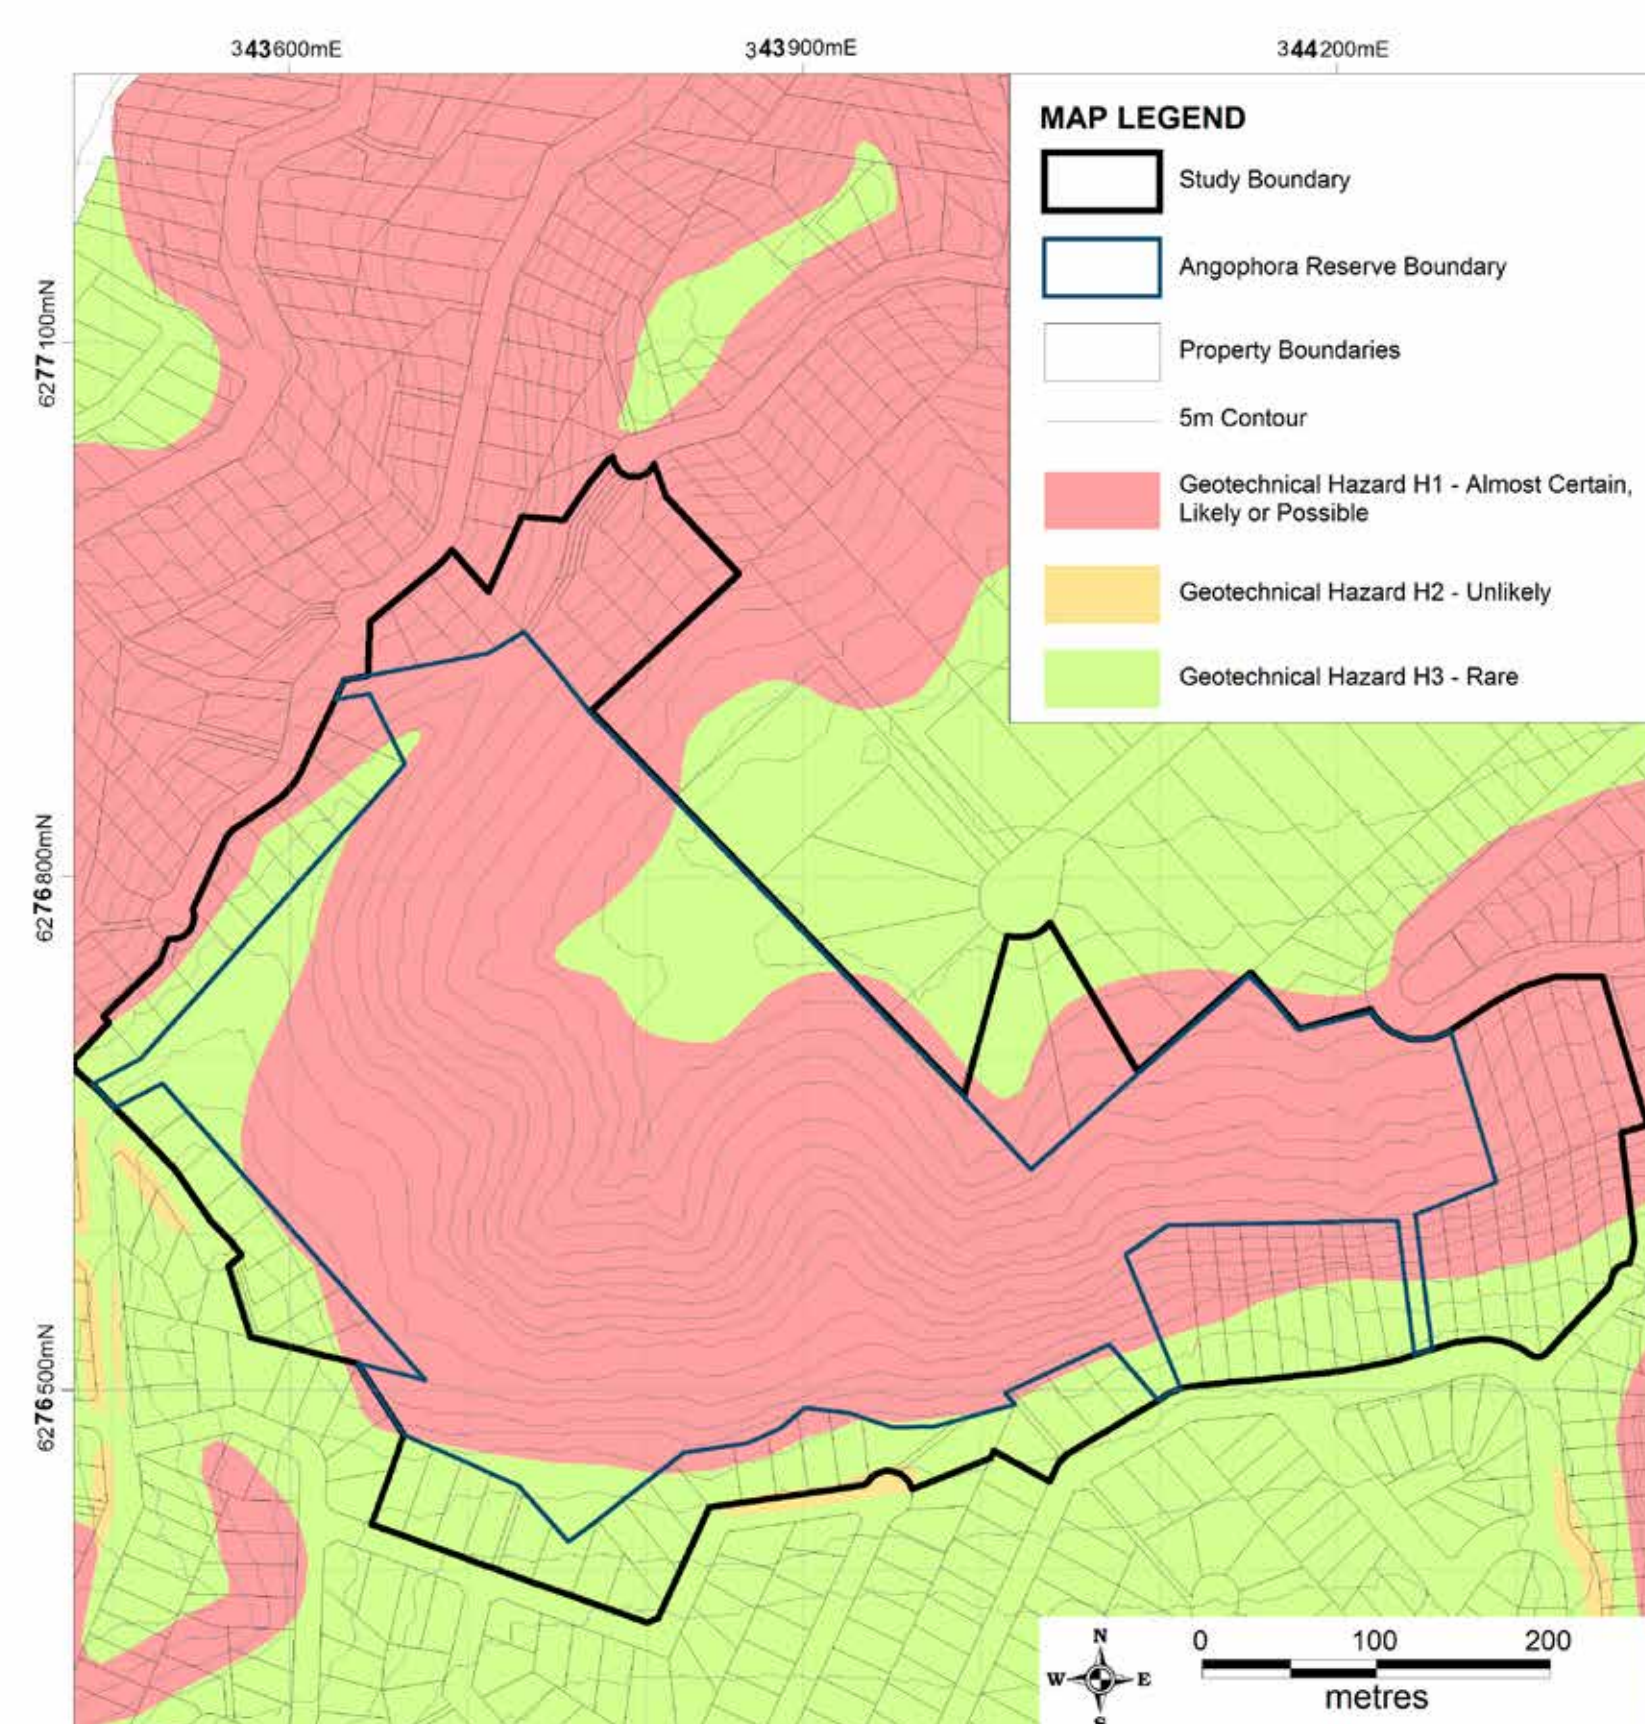 343600mE
343900mE
344200mE
6277100mN
6276800mN
6276500mN
MAP LEGEND
Study Boundary
Angophora Reserve Boundary
Property Boundaries
5m Contour
Geotechnical Hazard H1 - Almost Certain,
Likely or Possible
Geotechnical Hazard H2 - Unlikely
Geotechnical Hazard H3 - Rare
N
W E
S
0 100 200
metres